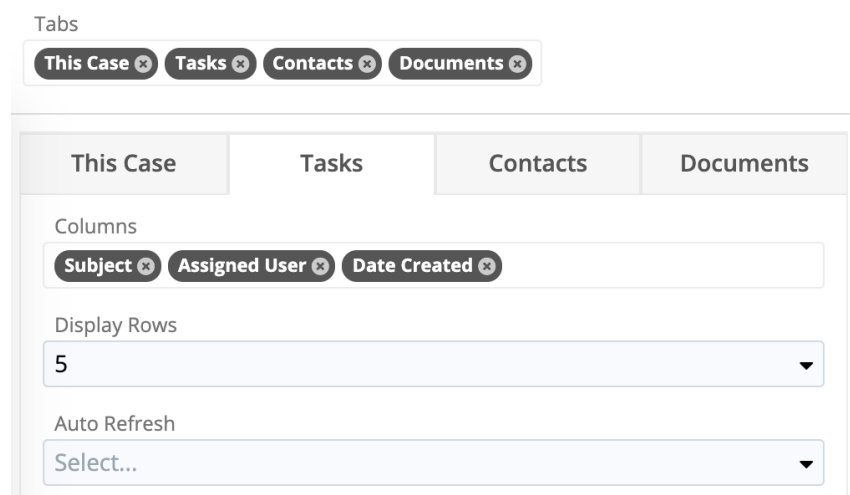 Tabs
This Case Tasks Contacts Documents
This Case Tasks Contacts Documents
Columns
Subject Assigned User Date Created
Display Rows
5
Auto Refresh
Select...